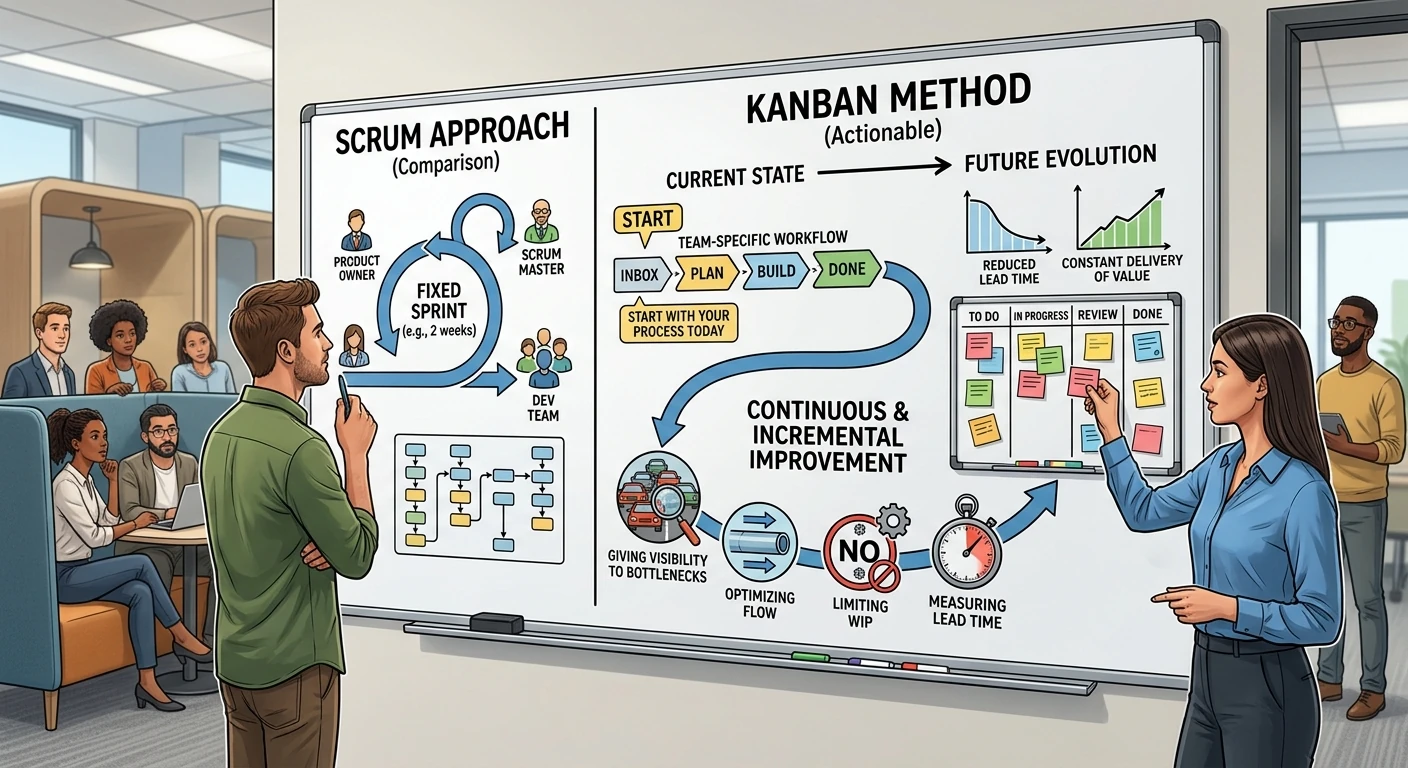 SCRUM APPROACH
(Comparison)
PRODUCT
OWNER
SCRUM
MASTER
FIXED
SPRINT
(e.g., 2 weeks)
DEV
TEAM
KANBAN METHOD
(Actionable)
CURRENT STATE
FUTURE EVOLUTION
START
TEAM-SPECIFIC WORKFLOW
INBOX
PLAN
BUILD
DONE
START WITH YOUR
PROCESS TODAY
REDUCED
LEAD TIME
CONSTANT DELIVERY
OF VALUE
TO DO
IN PROGRESS
REVIEW
DONE
CONTINUOUS &
INCREMENTAL
IMPROVEMENT
GIVING VISIBILITY
TO BOTTLENECKS
OPTIMIZING
FLOW
NO
LIMITING
WIP
MEASURING
LEAD TIME